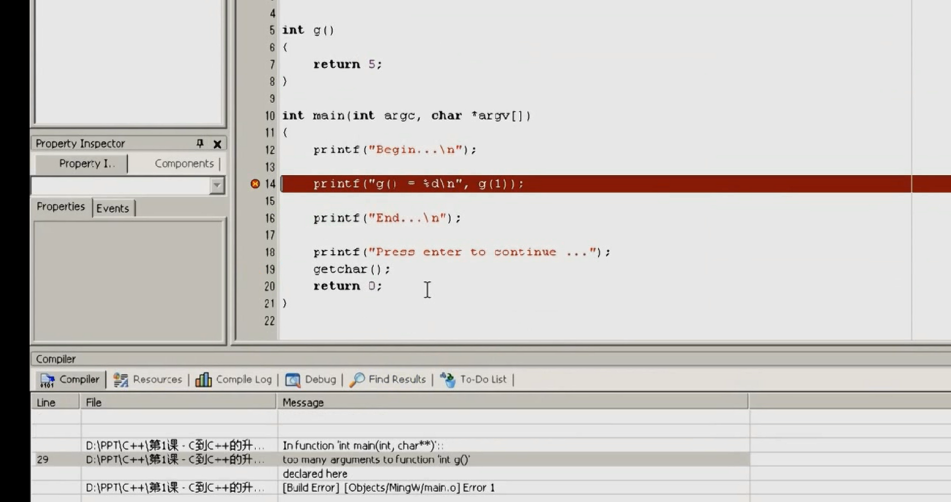 4
5 int g()
6 {
7 return 5;
8 }
9
10 int main(int argc, char *argv[])
11 {
12 printf("Begin...\n");
13
14 printf("g() = %d\n", g(1));
15
16 printf("End...\n");
17
18 printf("Press enter to continue ...");
19 getchar();
20 return 0;
21 }
22
Property Inspector
Property I.. Components
Properties Events
Compiler
Compiler Resources Compile Log Debug Find Results To-Do List
Line File Message
D:\PPT\C++\第1课 - C到C++的升... In function 'int main(int, char**)'::
29 D:\PPT\C++\第1课 - C到C++的升... too many arguments to function 'int g()'
declared here
D:\PPT\C++\第1课 - C到C++的升... [Build Error] [Objects/MingW/main.o] Error 1